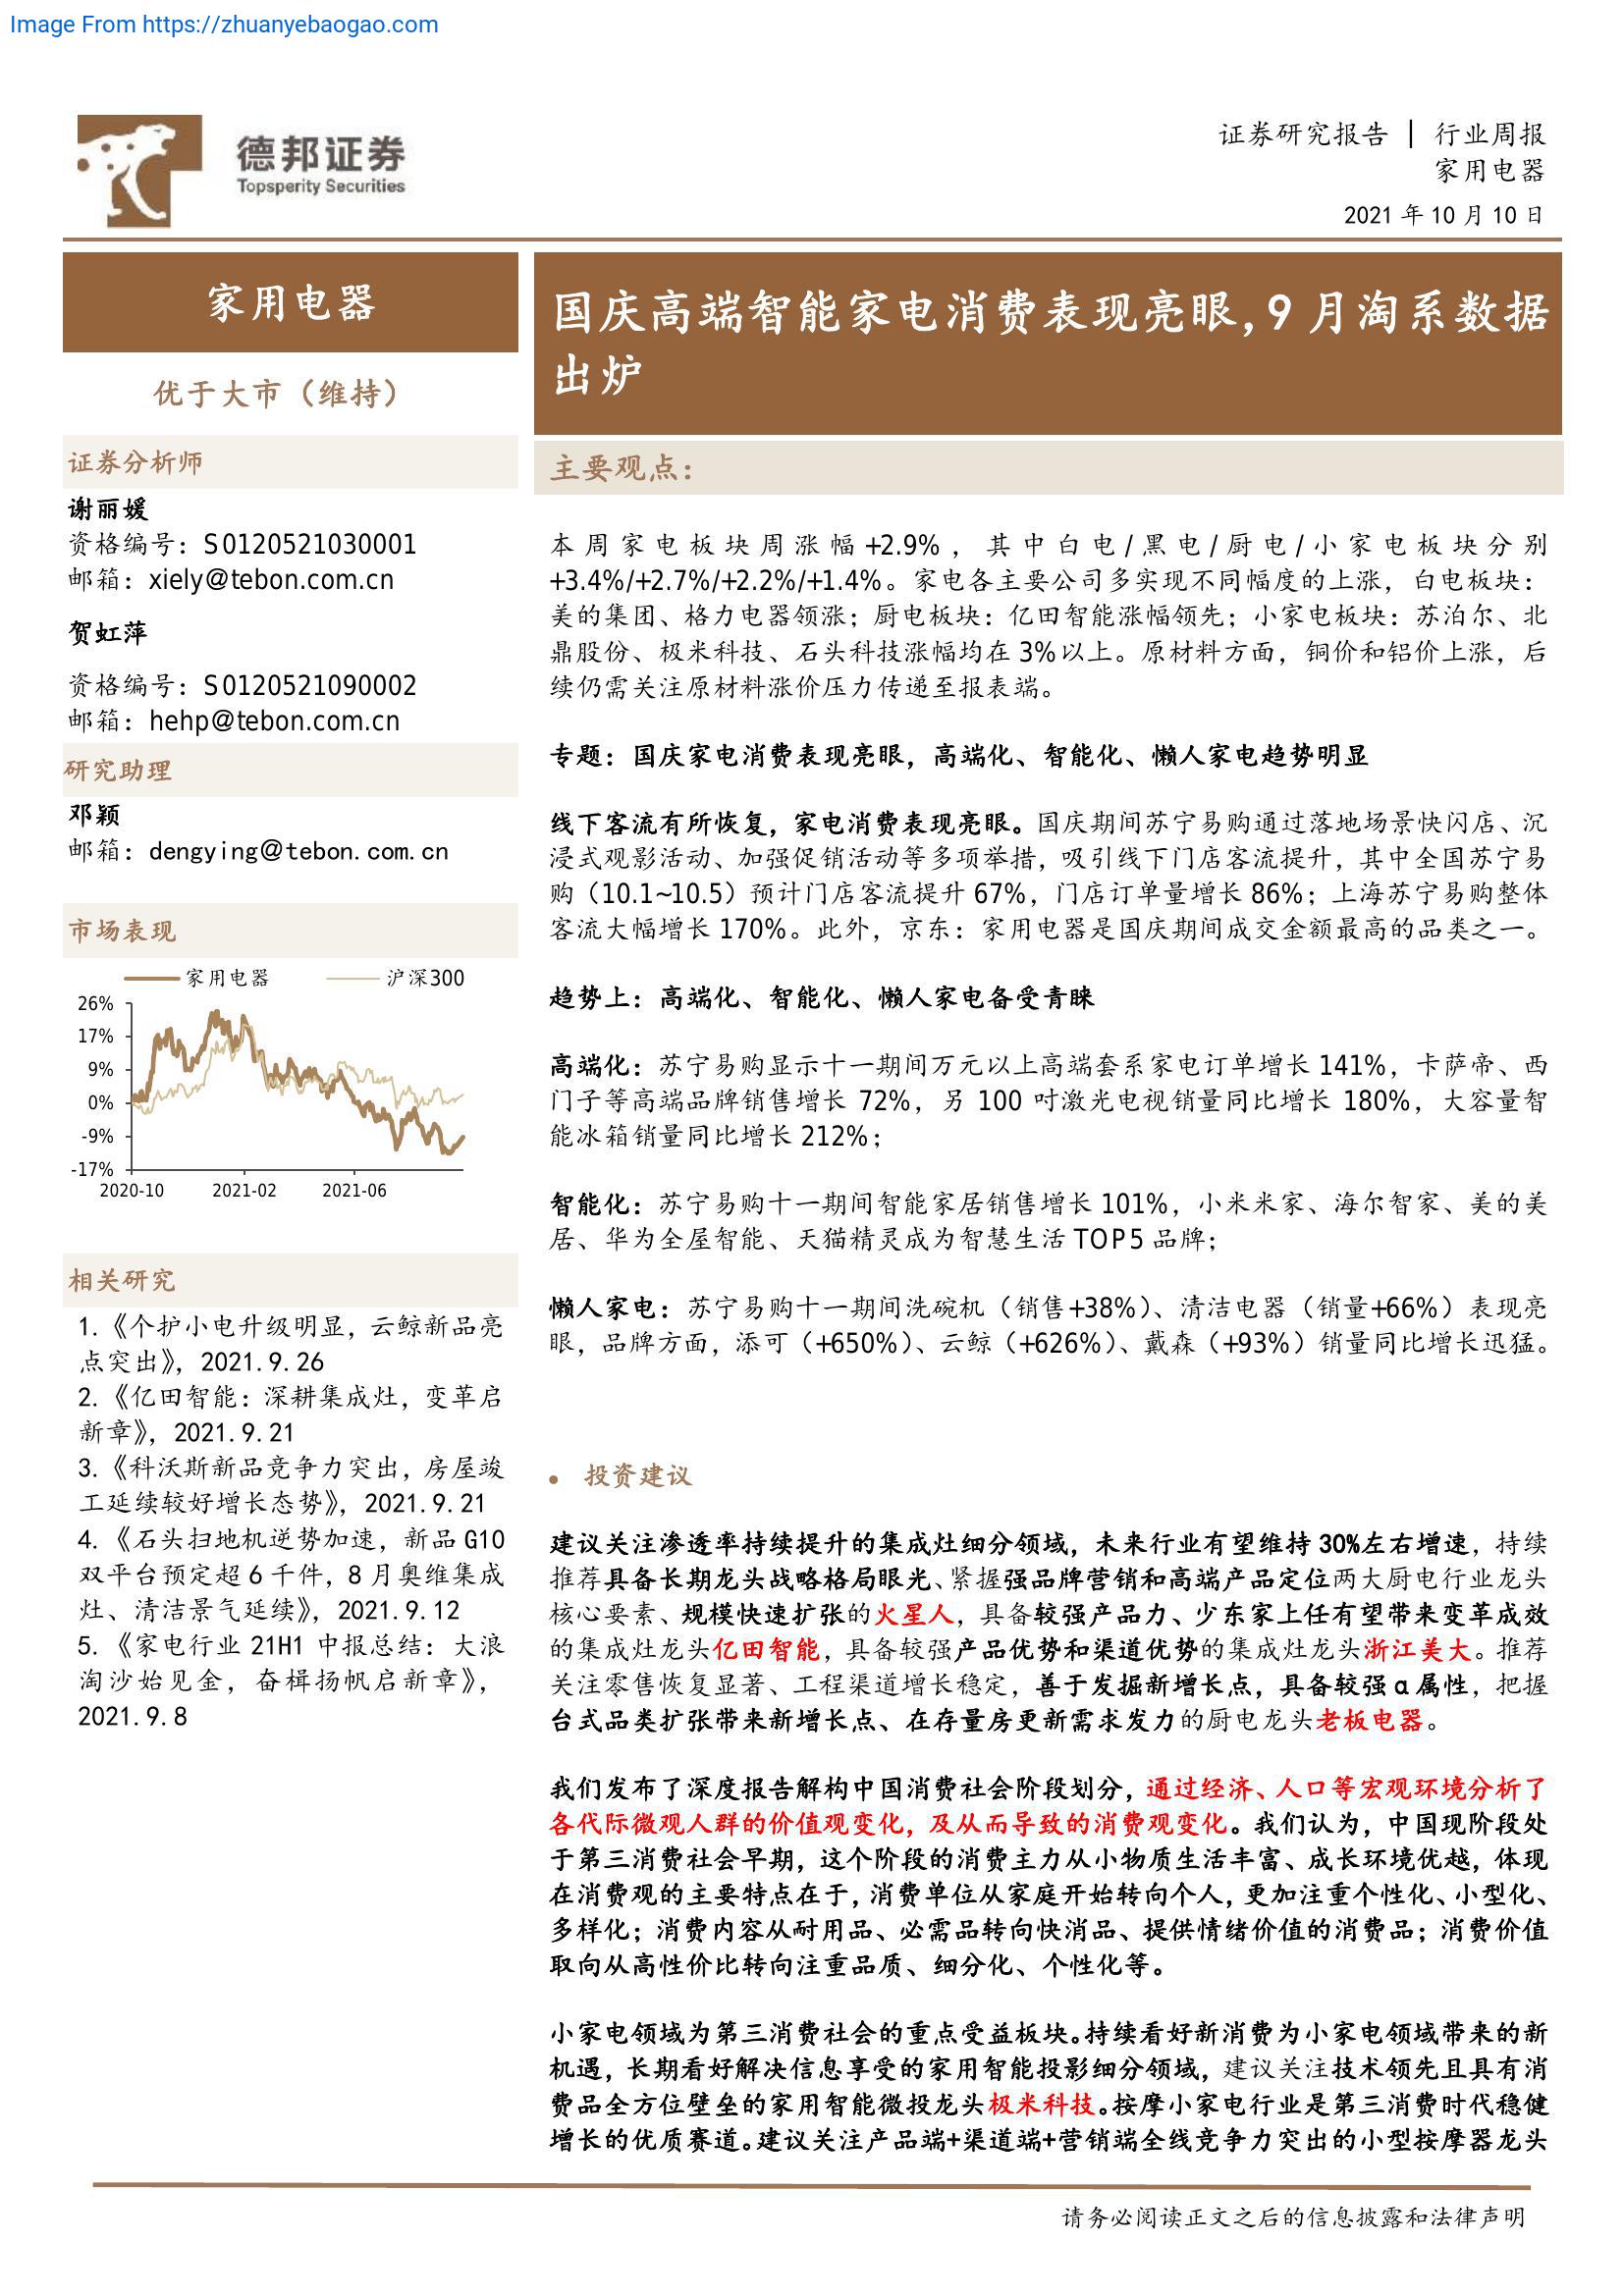 Image From https://zhuanyebaogao.com
德邦证券
Topsperity Securities
证券研究报告 | 行业周报
家用电器
2021 年 10 月 10 日
家用电器
优于大市（维持）
证券分析师
谢丽媛
资格编号：S0120521030001
邮箱：xiely@tebon.com.cn
贺虹萍
资格编号：S0120521090002
邮箱：hehp@tebon.com.cn
研究助理
邓颖
邮箱：dengying@tebon.com.cn
市场表现
家用电器 沪深300
26%
17%
9%
0%
-9%
-17%
2020-10 2021-02 2021-06
相关研究
1.《个护小电升级明显，云鲸新品亮
点突出》，2021.9.26
2.《亿田智能：深耕集成灶，变革启
新章》，2021.9.21
3.《科沃斯新品竞争力突出，房屋竣
工延续较好增长态势》，2021.9.21
4.《石头扫地机逆势加速，新品 G10
双平台预定超 6 千件，8 月奥维集成
灶、清洁景气延续》，2021.9.12
5.《家电行业 21H1 中报总结：大浪
淘沙始见金，奋楫扬帆启新章》，
2021.9.8
国庆高端智能家电消费表现亮眼，9 月淘系数据
出炉
主要观点：
本周家电板块周涨幅+2.9%，其中白电/黑电/厨电/小家电板块分别
+3.4%/+2.7%/+2.2%/+1.4%。家电各主要公司多实现不同幅度的上涨，白电板块：
美的集团、格力电器领涨；厨电板块：亿田智能涨幅领先；小家电板块：苏泊尔、北
鼎股份、极米科技、石头科技涨幅均在 3%以上。原材料方面，铜价和铝价上涨，后
续仍需关注原材料涨价压力传递至报表端。
专题：国庆家电消费表现亮眼，高端化、智能化、懒人家电趋势明显
线下客流有所恢复，家电消费表现亮眼。国庆期间苏宁易购通过落地场景快闪店、沉
浸式观影活动、加强促销活动等多项举措，吸引线下门店客流提升，其中全国苏宁易
购（10.1~10.5）预计门店客流提升 67%，门店订单量增长 86%；上海苏宁易购整体
客流大幅增长 170%。此外，京东：家用电器是国庆期间成交金额最高的品类之一。
趋势上：高端化、智能化、懒人家电备受青睐
高端化：苏宁易购显示十一期间万元以上高端套系家电订单增长 141%，卡萨帝、西
门子等高端品牌销售增长 72%，另 100 吋激光电视销量同比增长 180%，大容量智
能冰箱销量同比增长 212%；
智能化：苏宁易购十一期间智能家居销售增长 101%，小米米家、海尔智家、美的美
居、华为全屋智能、天猫精灵成为智慧生活 TOP5 品牌；
懒人家电：苏宁易购十一期间洗碗机（销售+38%）、清洁电器（销量+66%）表现亮
眼，品牌方面，添可（+650%）、云鲸（+626%）、戴森（+93%）销量同比增长迅猛。
● 投资建议
建议关注渗透率持续提升的集成灶细分领域，未来行业有望维持 30%左右增速，持续
推荐具备长期龙头战略格局眼光、紧握强品牌营销和高端产品定位两大厨电行业龙头
核心要素、规模快速扩张的火星人，具备较强产品力、少东家上任有望带来变革成效
的集成灶龙头亿田智能，具备较强产品优势和渠道优势的集成灶龙头浙江美大。推荐
关注零售恢复显著、工程渠道增长稳定，善于发掘新增长点，具备较强 α 属性，把握
台式品类扩张带来新增长点、在存量房更新需求发力的厨电龙头老板电器。
我们发布了深度报告解构中国消费社会阶段划分，通过经济、人口等宏观环境分析了
各代际微观人群的价值观变化，及从而导致的消费观变化。我们认为，中国现阶段处
于第三消费社会早期，这个阶段的消费主力从小物质生活丰富、成长环境优越，体现
在消费观的主要特点在于，消费单位从家庭开始转向个人，更加注重个性化、小型化、
多样化；消费内容从耐用品、必需品转向快消品、提供情绪价值的消费品；消费价值
取向从高性价比转向注重品质、细分化、个性化等。
小家电领域为第三消费社会的重点受益板块。持续看好新消费为小家电领域带来的新
机遇，长期看好解决信息享受的家用智能投影细分领域，建议关注技术领先且具有消
费品全方位壁垒的家用智能微投龙头极米科技。按摩小家电行业是第三消费时代稳健
增长的优质赛道。建议关注产品端+渠道端+营销端全线竞争力突出的小型按摩器龙头
请务必阅读正文之后的信息披露和法律声明